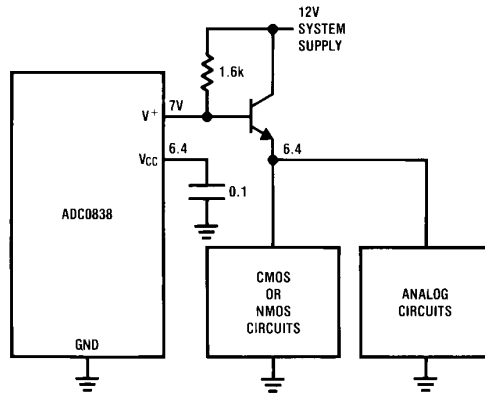 12V
SYSTEM
SUPPLY
1.6k
V+
7V
VCC
6.4
6.4
0.1
ADC0838
CMOS
OR
NMOS
CIRCUITS
ANALOG
CIRCUITS
GND